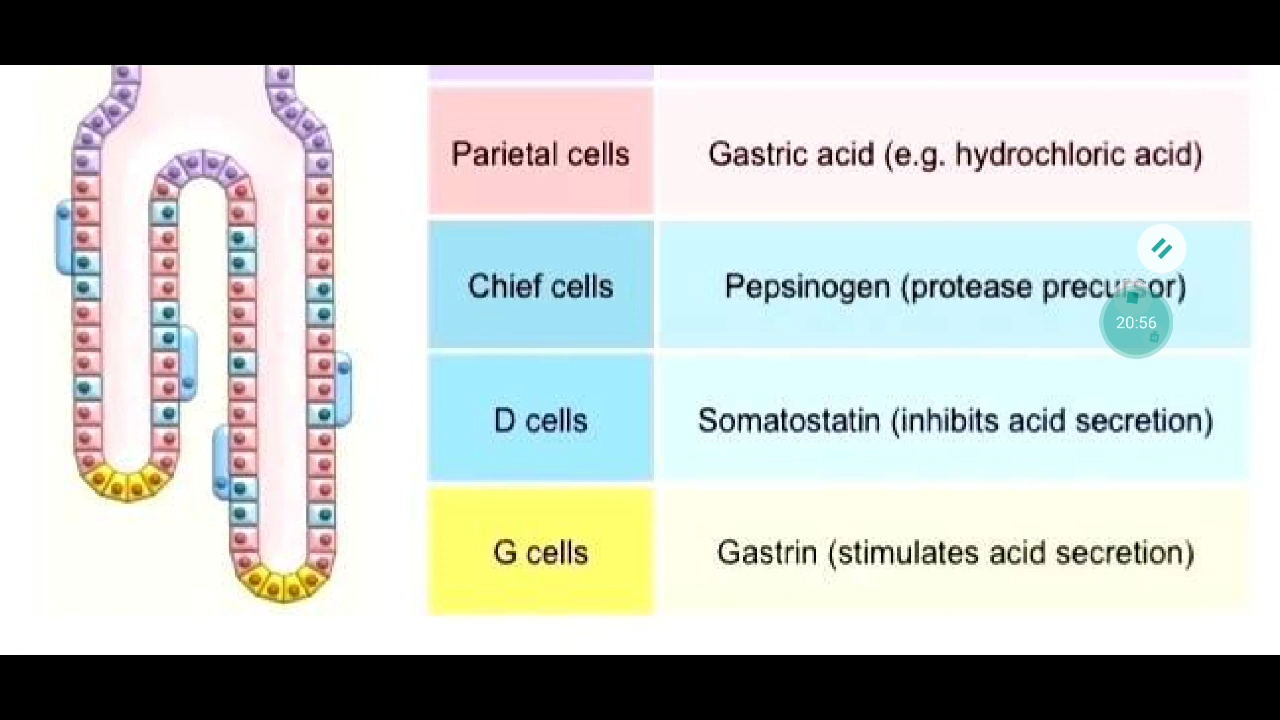 Parietal cells Gastric acid (e.g. hydrochloric acid)
Chief cells Pepsinogen (protease precursor)
20:56
D cells Somatostatin (inhibits acid secretion)
G cells Gastrin (stimulates acid secretion)